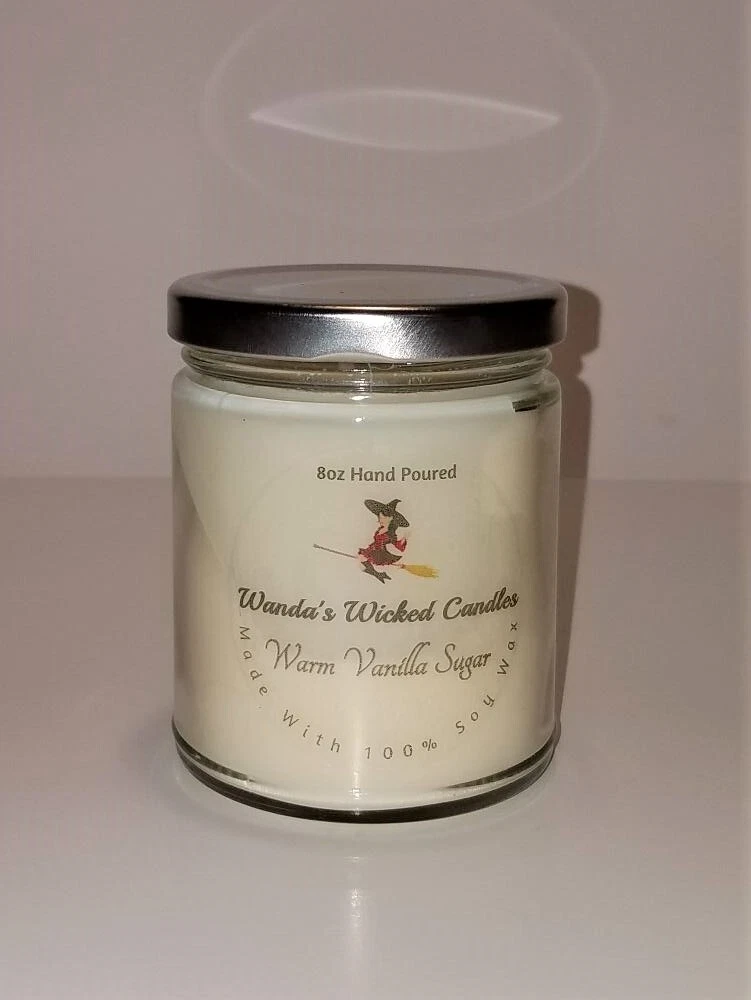 8oz Hand Poured
Wanda's Wicked Candles
Warm Vanilla Sugar
Made With 100% Soy Wax